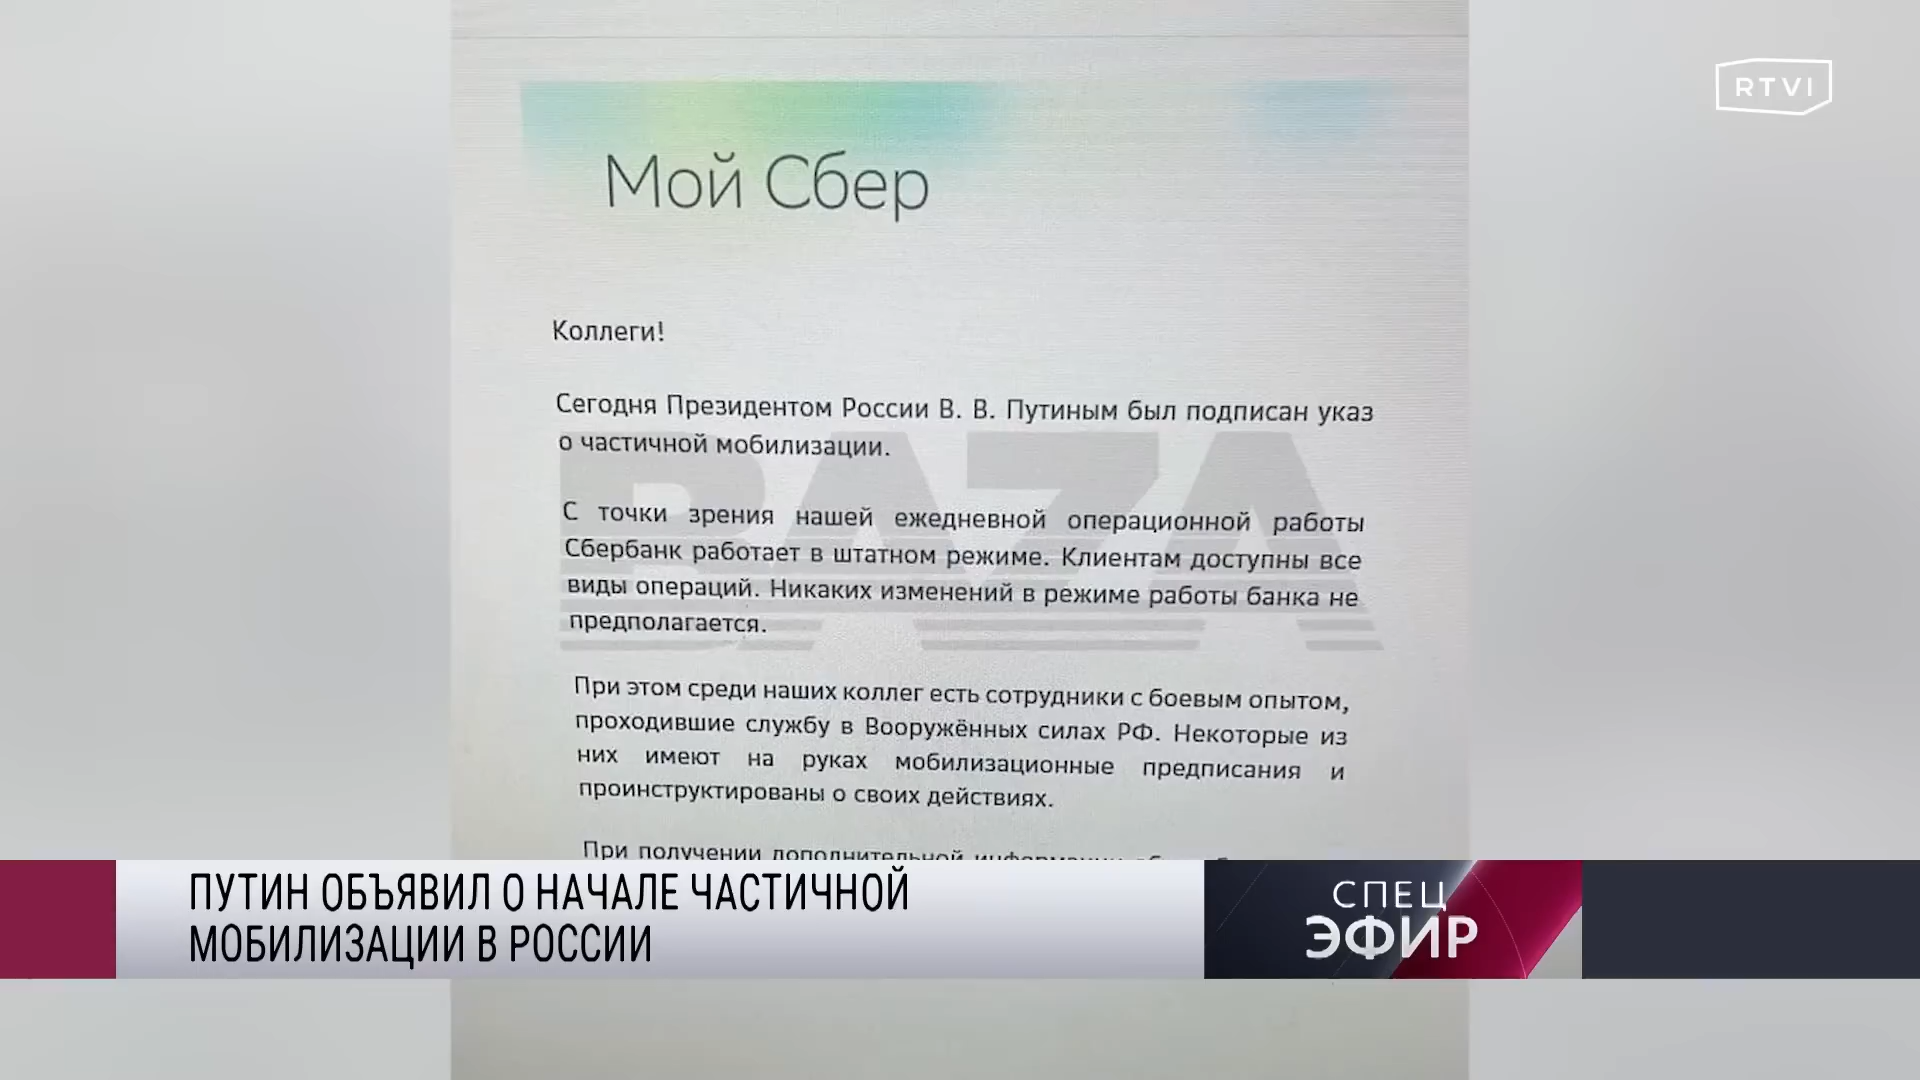 RTVI
Мой Сбер
Коллеги!
Сегодня Президентом России В. В. Путиным был подписан указ
о частичной мобилизации.
BAZA
С точки зрения нашей ежедневной операционной работы
Сбербанк работает в штатном режиме. Клиентам доступны все
виды операций. Никаких изменений в режиме работы банка не
предполагается.
При этом среди наших коллег есть сотрудники с боевым опытом,
проходившие службу в Вооружённых силах РФ. Некоторые из
них имеют на руках мобилизационные предписания и
проинструктированы о своих действиях.
При получении дополнительной информации
ПУТИН ОБЪЯВИЛ О НАЧАЛЕ ЧАСТИЧНОЙ
МОБИЛИЗАЦИИ В РОССИИ
СПЕЦ
ЭФИР